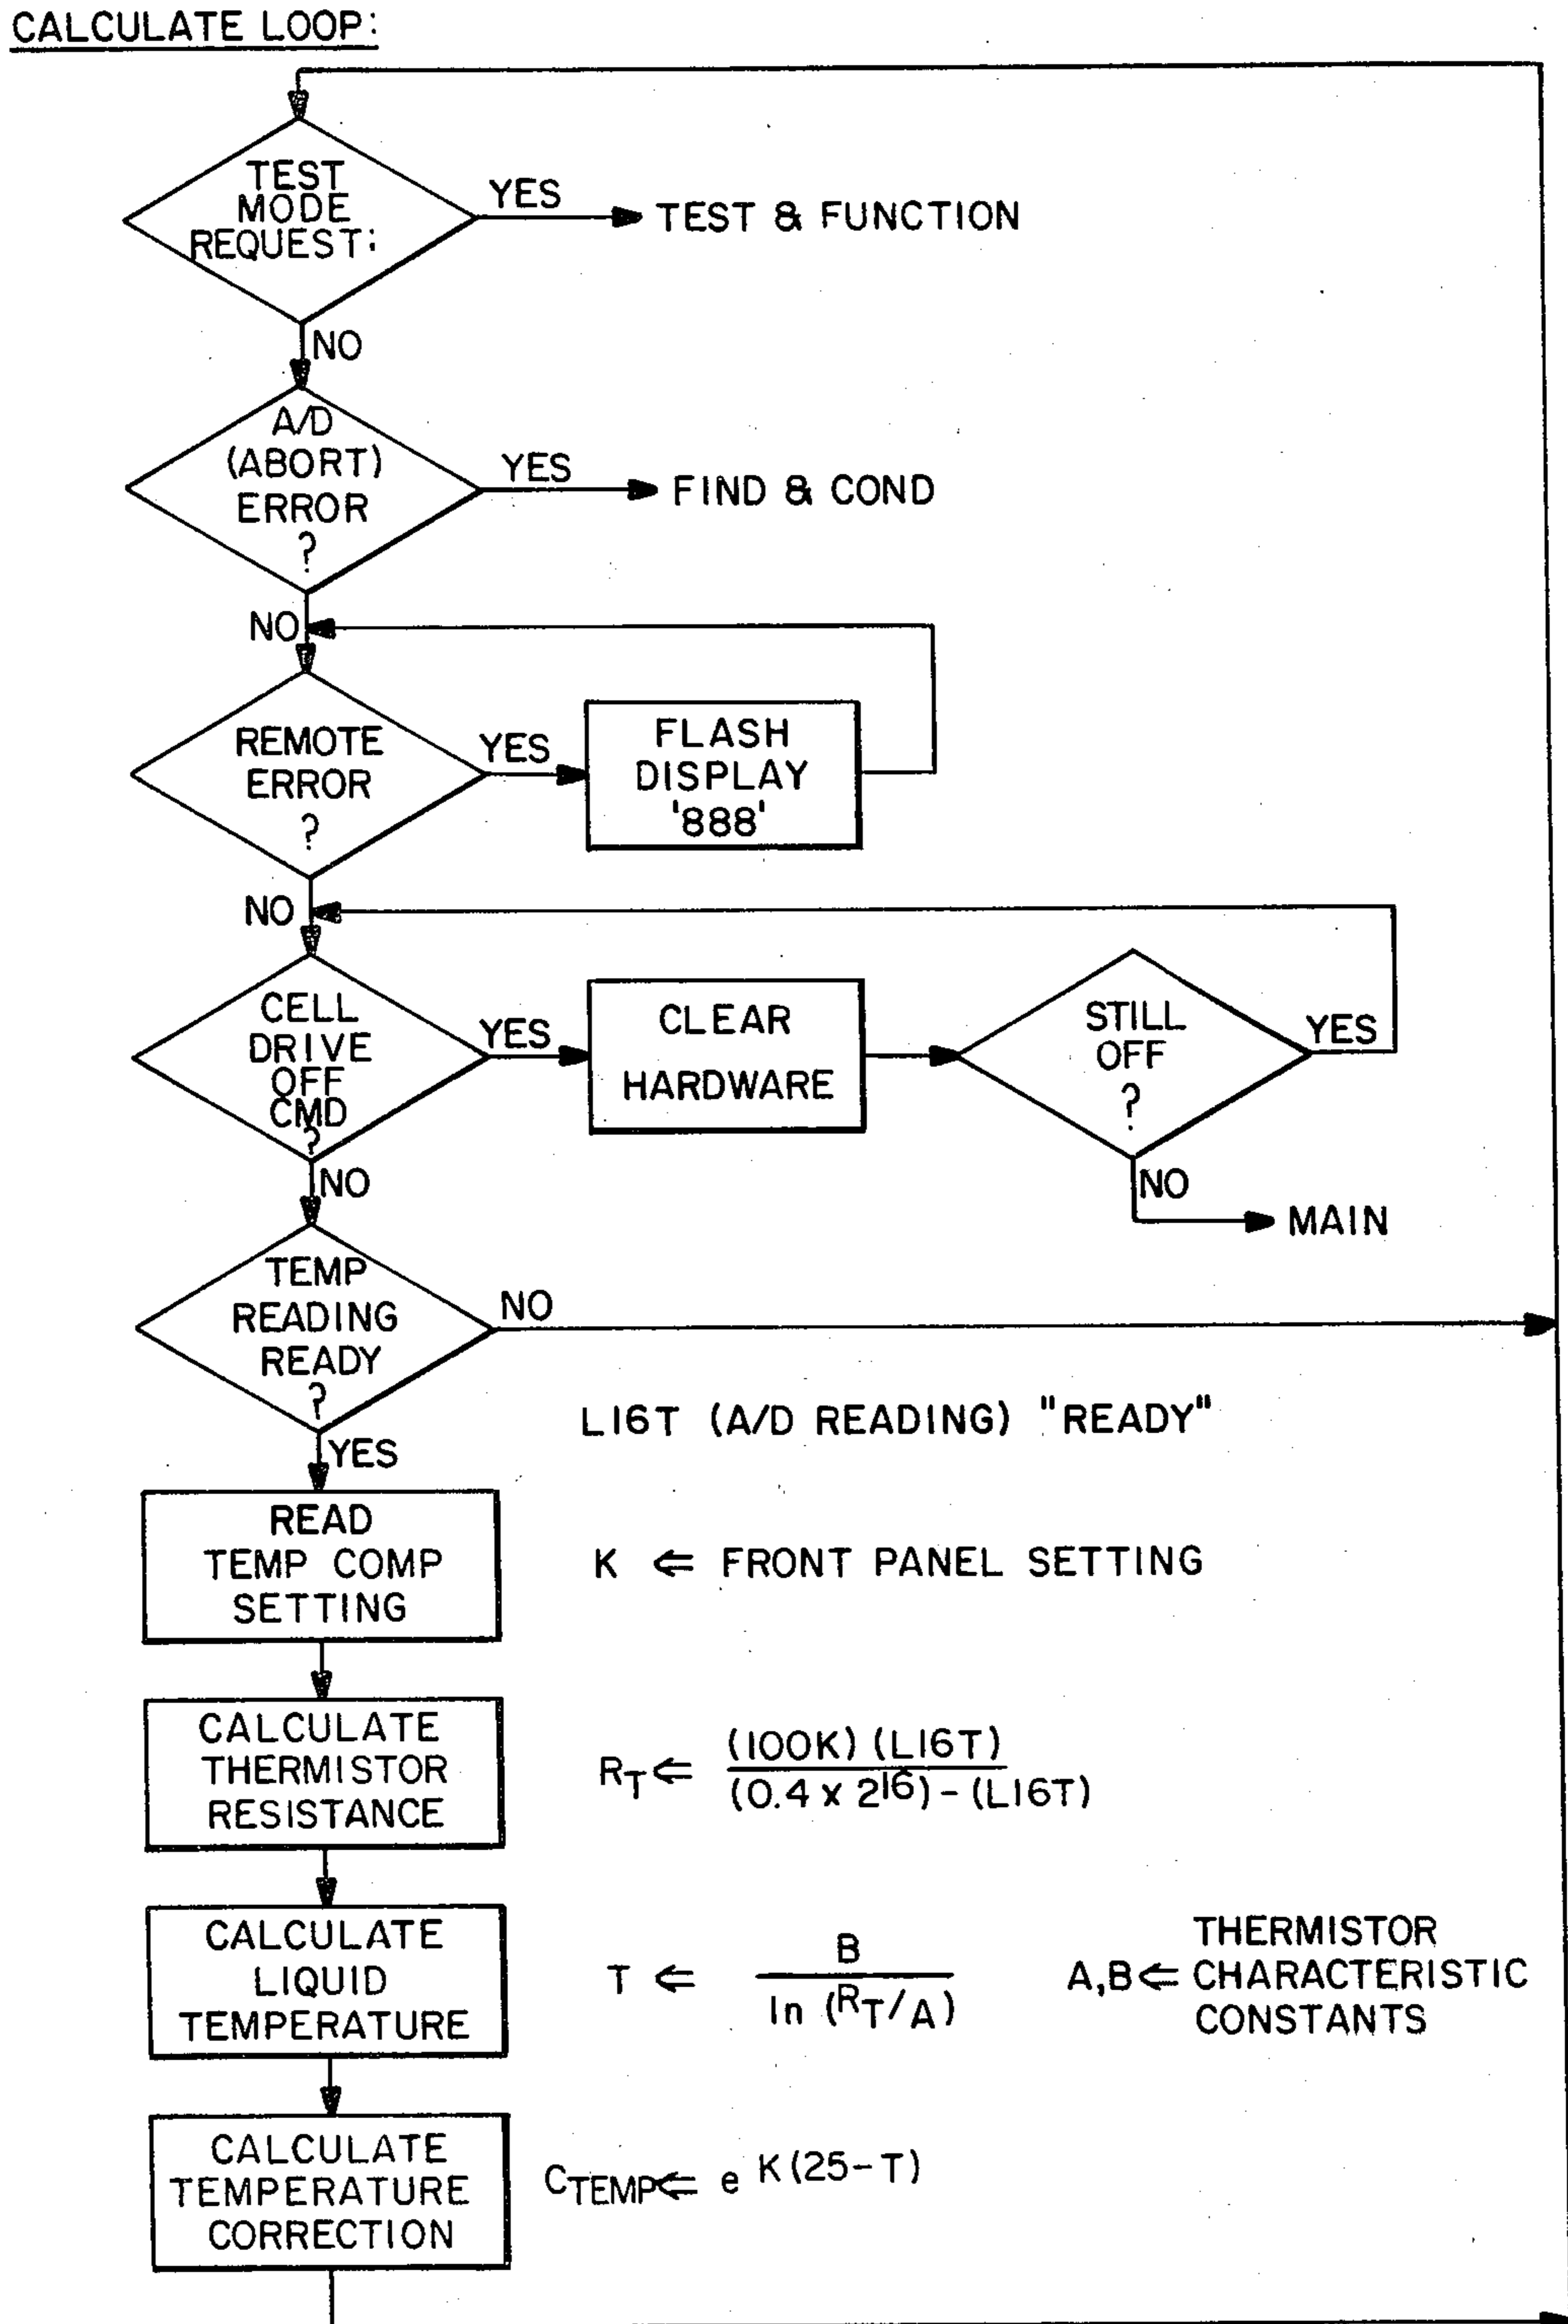 CALCULATE LOOP:
TEST
MODE
REQUEST:
YES
TEST & FUNCTION
NO
A/D
(ABORT)
ERROR
?
YES
FIND & COND
NO
REMOTE
ERROR
?
YES
FLASH
DISPLAY
'888'
NO
CELL
DRIVE
OFF
CMD
?
YES
CLEAR
HARDWARE
STILL
OFF
?
YES
NO
MAIN
NO
TEMP
READING
READY
?
NO
L16T (A/D READING) "READY"
YES
READ
TEMP COMP
SETTING
K ⇐ FRONT PANEL SETTING
CALCULATE
THERMISTOR
RESISTANCE
RT ⇐ (100K) (L16T)
(0.4 x 2^16) - (L16T)
CALCULATE
LIQUID
TEMPERATURE
T ⇐ B
ln (RT/A)
THERMISTOR
A,B ⇐ CHARACTERISTIC
CONSTANTS
CALCULATE
TEMPERATURE
CORRECTION
CTEMP ⇐ e K(25-T)